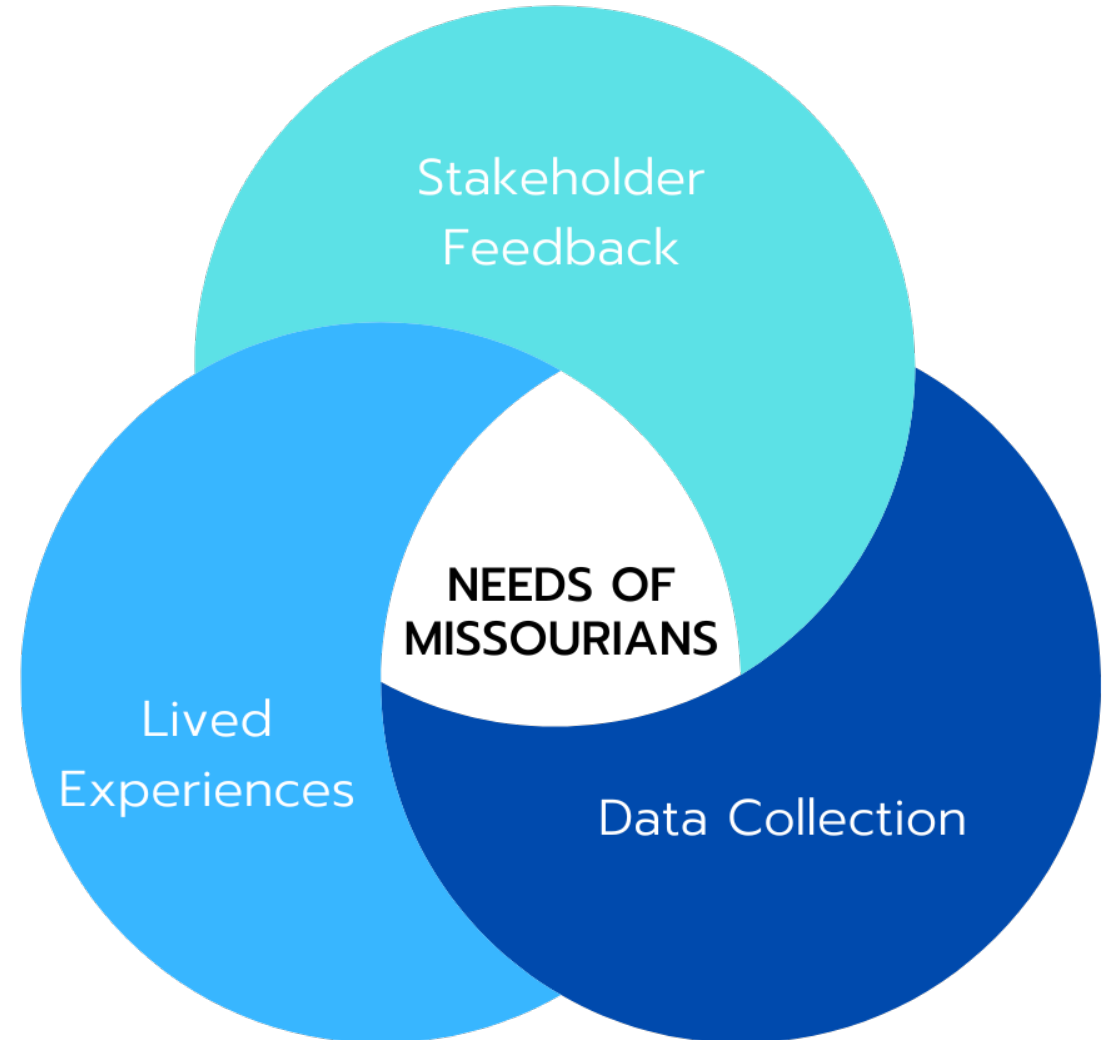 Stakeholder
Feedback
NEEDS OF
MISSOURIANS
Lived
Experiences
Data Collection